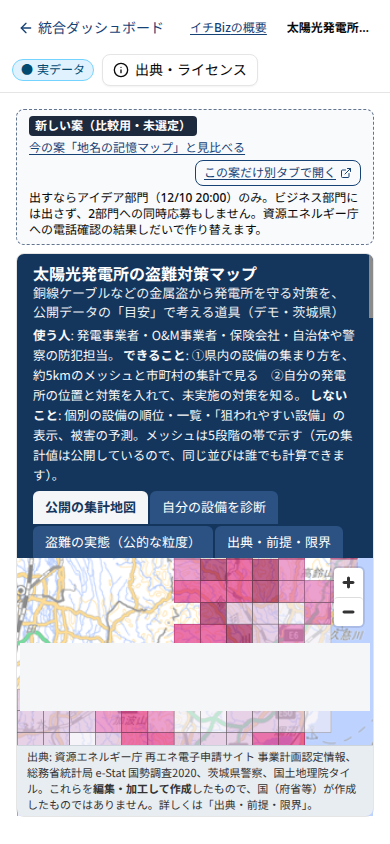 ← 統合ダッシュボード イチBizの概要 太陽光発電所...
実データ 出典・ライセンス
新しい案（比較用・未選定）
今の案「地名の記憶マップ」と見比べる
この案だけ別タブで開く
出すならアイデア部門（12/10 20:00）のみ。ビジネス部門に
は出さず、2部門への同時応募もしません。資源エネルギー庁
への電話確認の結果しだいで作り替えます。
太陽光発電所の盗難対策マップ
銅線ケーブルなどの金属盗から発電所を守る対策を、
公開データの「目安」で考える道具（デモ・茨城県）
使う人: 発電事業者・O&M事業者・保険会社・自治体や警
察の防犯担当。 できること: ①県内の設備の集まり方を、
約5kmのメッシュと市町村の集計で見る　②自分の発電
所の位置と対策を入れて、未実施の対策を知る。 しない
こと: 個別の設備の順位・一覧・「狙われやすい設備」の
表示、被害の予測。メッシュは5段階の帯で示す（元の集
計値は公開しているので、同じ並びは誰でも計算できま
す）。
公開の集計地図 自分の設備を診断
盗難の実態（公的な粒度） 出典・前提・限界
高鈴山
+
−
久慈川
E6
加波山
出典: 資源エネルギー庁 再エネ電子申請サイト 事業計画認定情報、
総務省統計局 e-Stat 国勢調査2020、茨城県警察、国土地理院タイ
ル。これらを編集・加工して作成したもので、国（府省等）が作成
したものではありません。詳しくは「出典・前提・限界」。